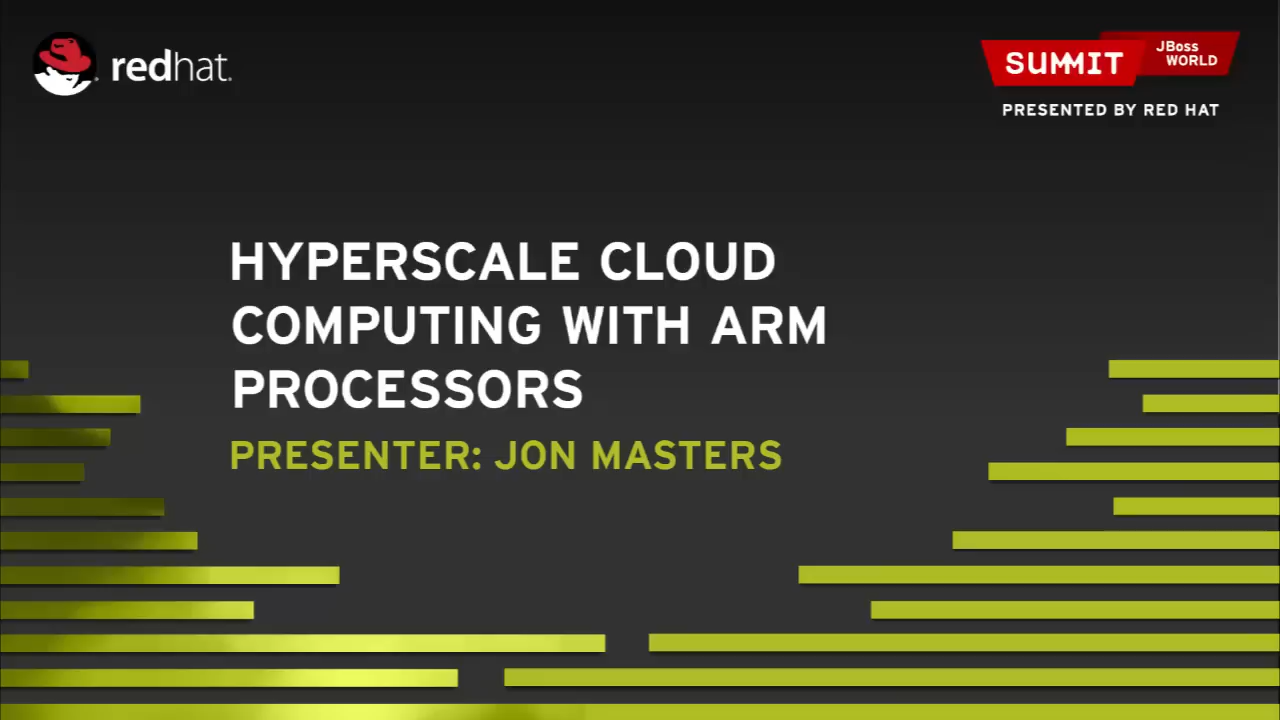 redhat.
SUMMIT
JBoss
WORLD
PRESENTED BY RED HAT
HYPERSCALE CLOUD
COMPUTING WITH ARM
PROCESSORS
PRESENTER: JON MASTERS